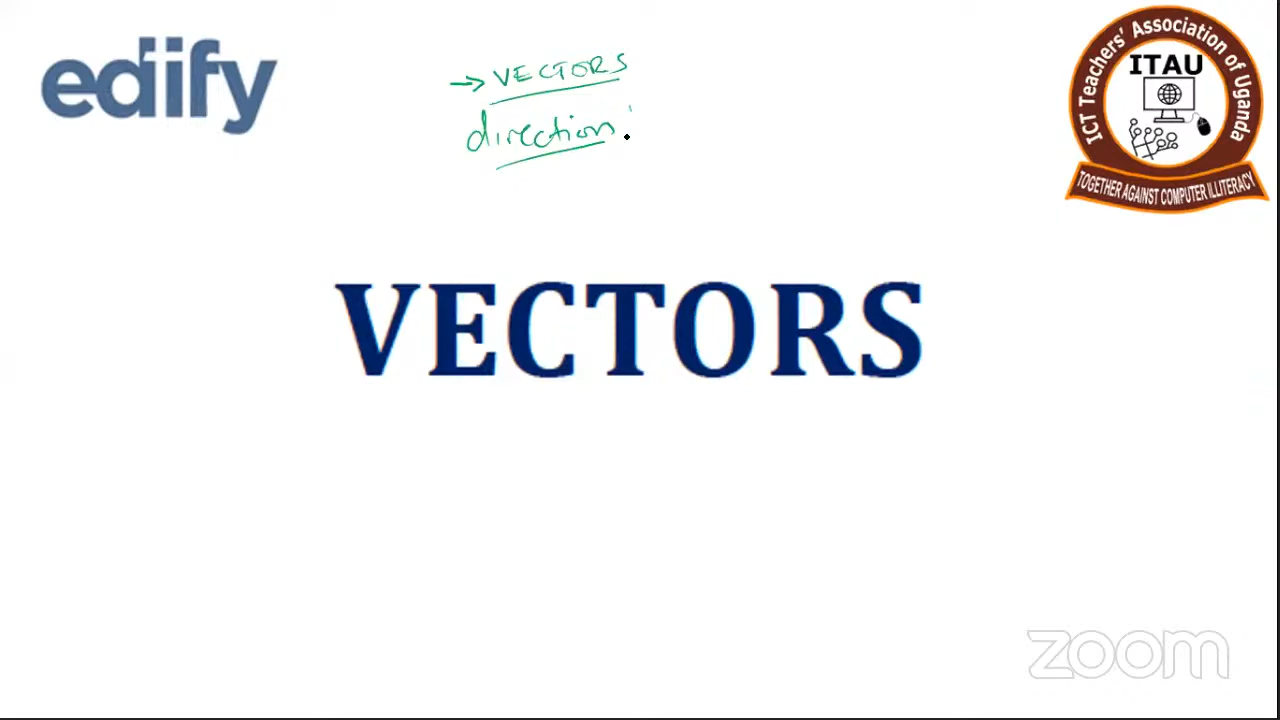 edify
→ VECTORS
direction
ICT Teachers' Association of Uganda
ITAU
TOGETHER AGAINST COMPUTER ILLITERACY
VECTORS
zoom